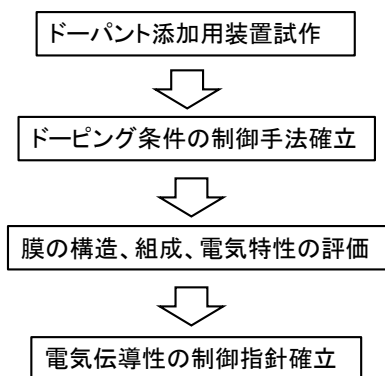 ドーパント添加用装置試作
ドーピング条件の制御手法確立
膜の構造、組成、電気特性の評価
電気伝導性の制御指針確立